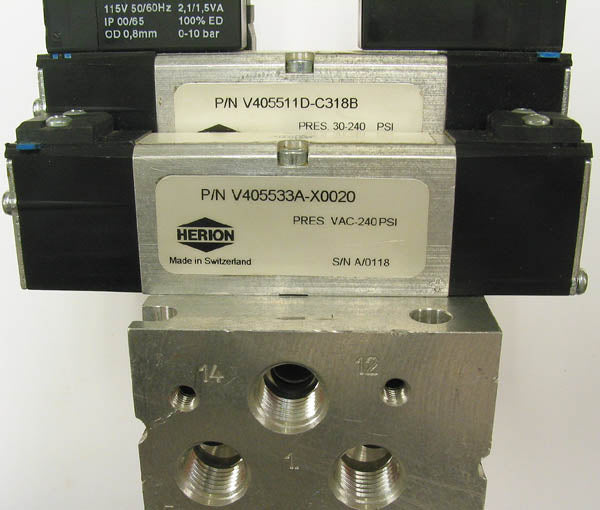 115V 50/60Hz 2,1/1,5VA
IP 00/65 100% ED
OD 0,8mm 0-10 bar
P/N V405511D-C318B
PRES 30-240 PSI
HERION
P/N V405533A-X0020
PRES VAC-240 PSI
HERION
Made in Switzerland S/N A/0118
14 12
1